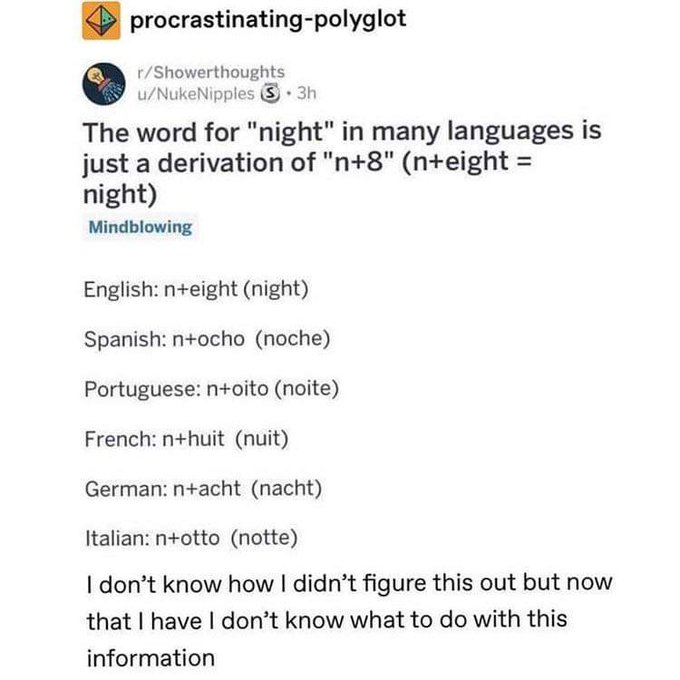 procrastinating-polyglot
r/Showerthoughts
u/NukeNipples Ⓢ • 3h
The word for "night" in many languages is
just a derivation of "n+8" (n+eight =
night)
Mindblowing
English: n+eight (night)
Spanish: n+ocho (noche)
Portuguese: n+oito (noite)
French: n+huit (nuit)
German: n+acht (nacht)
Italian: n+otto (notte)
I don't know how I didn't figure this out but now
that I have I don't know what to do with this
information